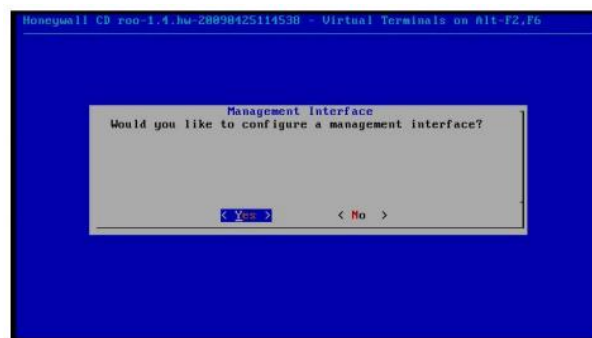 Honeywall CD roo-1.4.hw-20090425114538 - Virtual Terminals on Alt-F2,F6
Management Interface
Would you like to configure a management interface?
< Yes > < No >